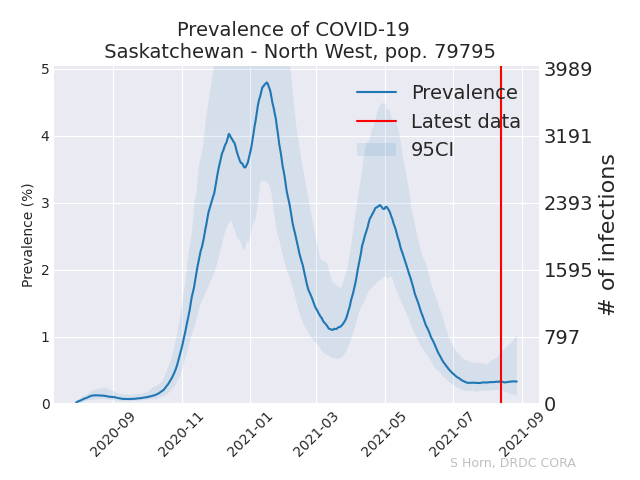 Prevalence of COVID-19
Saskatchewan - North West, pop. 79795
Prevalence (%)
5
4
3
2
1
0
3989
3191
2393
1595
797
0
# of infections
Prevalence
Latest data
95CI
2020-09
2020-11
2021-01
2021-03
2021-05
2021-07
2021-09
S Horn, DRDC CORA